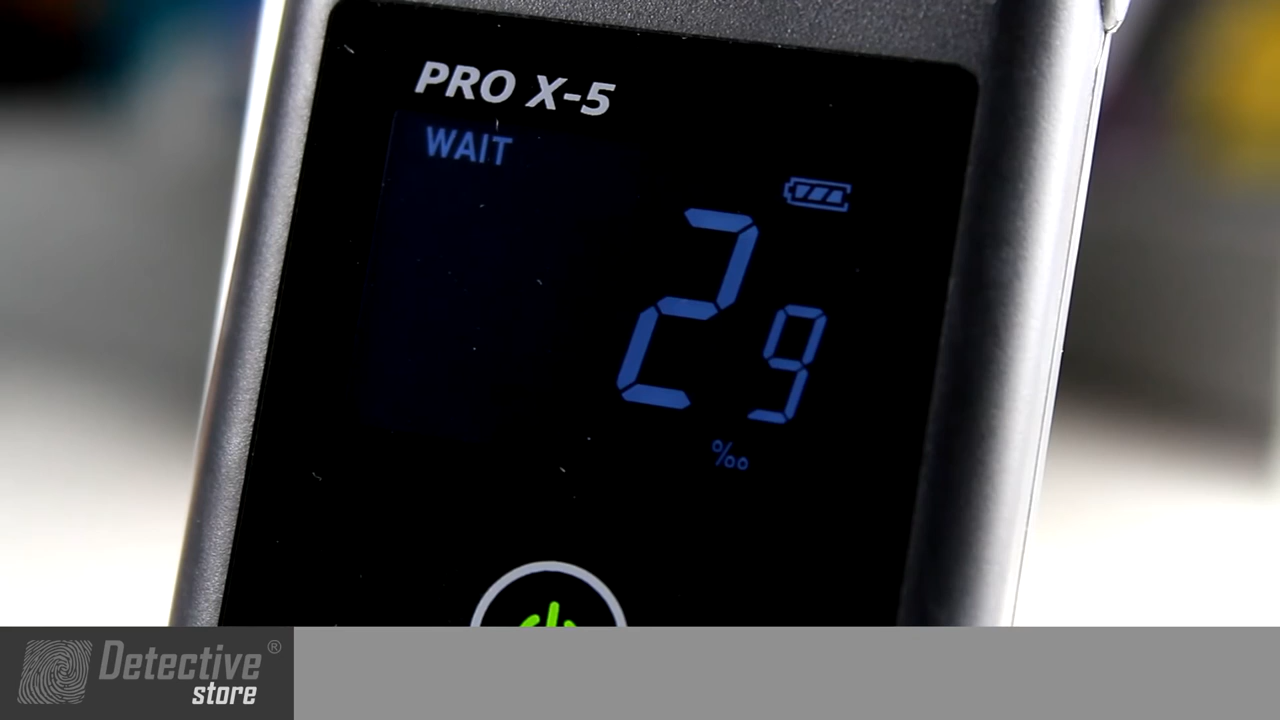 PRO X-5
WAIT
29
‰
Detective®
store